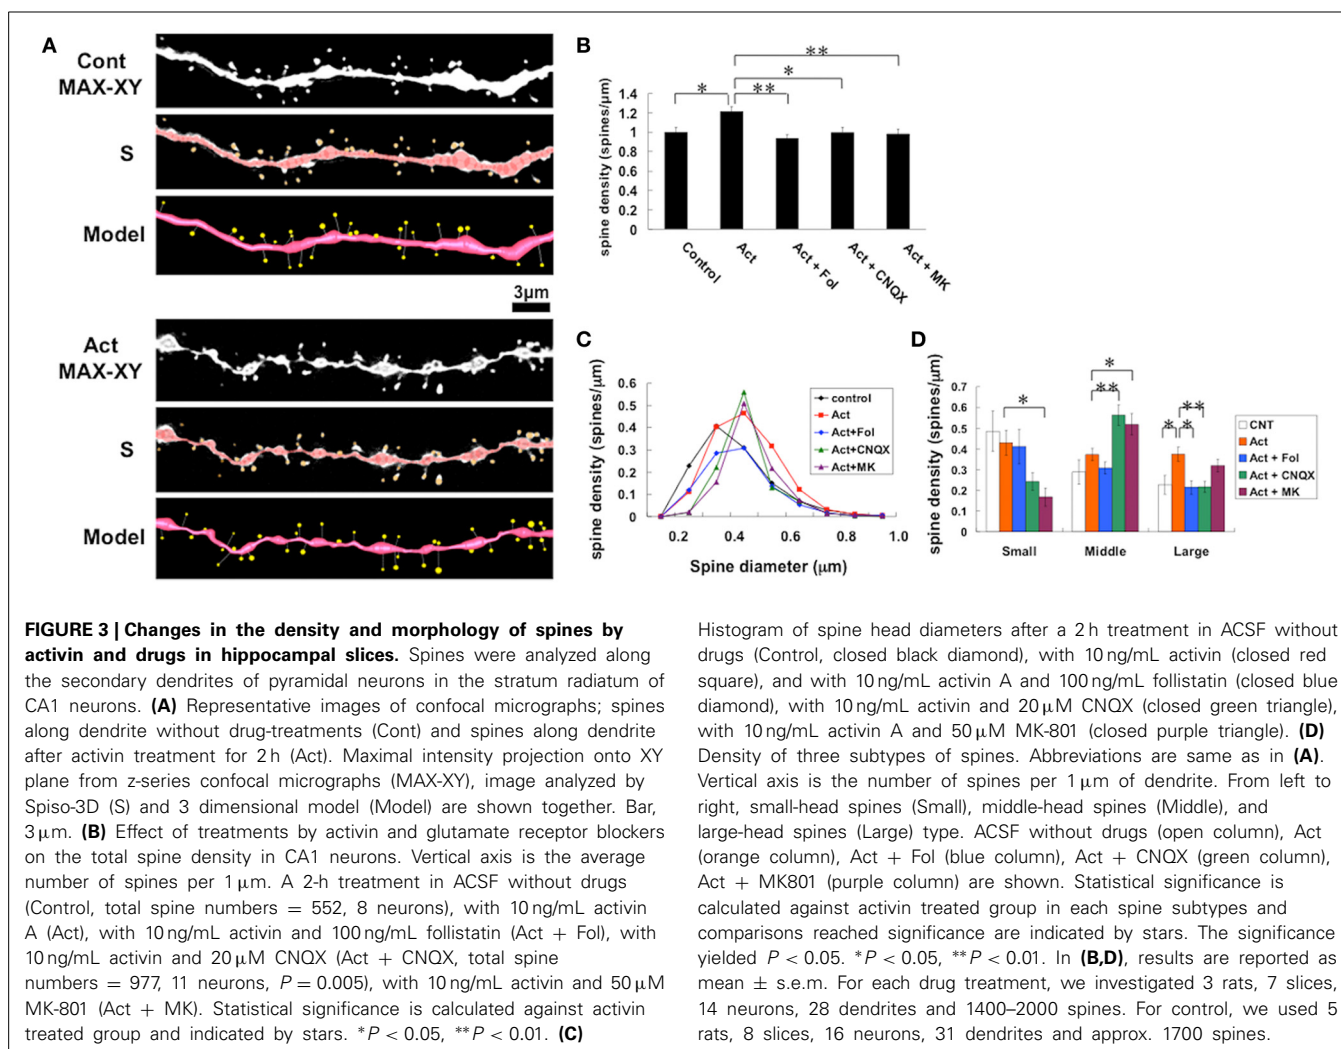 A
Cont
MAX-XY
S
Model
3µm
Act
MAX-XY
S
Model
B
**
*
* **
spine density (spines/µm)
1.4
1.2
1
0.8
0.6
0.4
0.2
0
Control
Act
Act + Fol
Act + CNQX
Act + MK
C
spine density (spines/µm)
0.6
0.5
0.4
0.3
0.2
0.1
0
0.2 0.4 0.6 0.8 1.0
Spine diameter (µm)
control
Act
Act+Fol
Act+CNQX
Act+MK
D
spine density (spines/µm)
0.7
0.6
0.5
0.4
0.3
0.2
0.1
0
*
*
**
**
* *
Small Middle Large
CNT
Act
Act + Fol
Act + CNQX
Act + MK
FIGURE 3 | Changes in the density and morphology of spines by
activin and drugs in hippocampal slices. Spines were analyzed along
the secondary dendrites of pyramidal neurons in the stratum radiatum of
CA1 neurons. (A) Representative images of confocal micrographs; spines
along dendrite without drug-treatments (Cont) and spines along dendrite
after activin treatment for 2 h (Act). Maximal intensity projection onto XY
plane from z-series confocal micrographs (MAX-XY), image analyzed by
Spiso-3D (S) and 3 dimensional model (Model) are shown together. Bar,
3 µm. (B) Effect of treatments by activin and glutamate receptor blockers
on the total spine density in CA1 neurons. Vertical axis is the average
number of spines per 1 µm. A 2-h treatment in ACSF without drugs
(Control, total spine numbers = 552, 8 neurons), with 10 ng/mL activin
A (Act), with 10 ng/mL activin and 100 ng/mL follistatin (Act + Fol), with
10 ng/mL activin and 20 µM CNQX (Act + CNQX, total spine
numbers = 977, 11 neurons, P = 0.005), with 10 ng/mL activin and 50 µM
MK-801 (Act + MK). Statistical significance is calculated against activin
treated group and indicated by stars. *P < 0.05, **P < 0.01. (C)
Histogram of spine head diameters after a 2 h treatment in ACSF without
drugs (Control, closed black diamond), with 10 ng/mL activin (closed red
square), and with 10 ng/mL activin A and 100 ng/mL follistatin (closed blue
diamond), with 10 ng/mL activin and 20 µM CNQX (closed green triangle),
with 10 ng/mL activin A and 50 µM MK-801 (closed purple triangle). (D)
Density of three subtypes of spines. Abbreviations are same as in (A).
Vertical axis is the number of spines per 1 µm of dendrite. From left to
right, small-head spines (Small), middle-head spines (Middle), and
large-head spines (Large) type. ACSF without drugs (open column), Act
(orange column), Act + Fol (blue column), Act + CNQX (green column),
Act + MK801 (purple column) are shown. Statistical significance is
calculated against activin treated group in each spine subtypes and
comparisons reached significance are indicated by stars. The significance
yielded P < 0.05. *P < 0.05, **P < 0.01. In (B,D), results are reported as
mean ± s.e.m. For each drug treatment, we investigated 3 rats, 7 slices,
14 neurons, 28 dendrites and 1400–2000 spines. For control, we used 5
rats, 8 slices, 16 neurons, 31 dendrites and approx. 1700 spines.